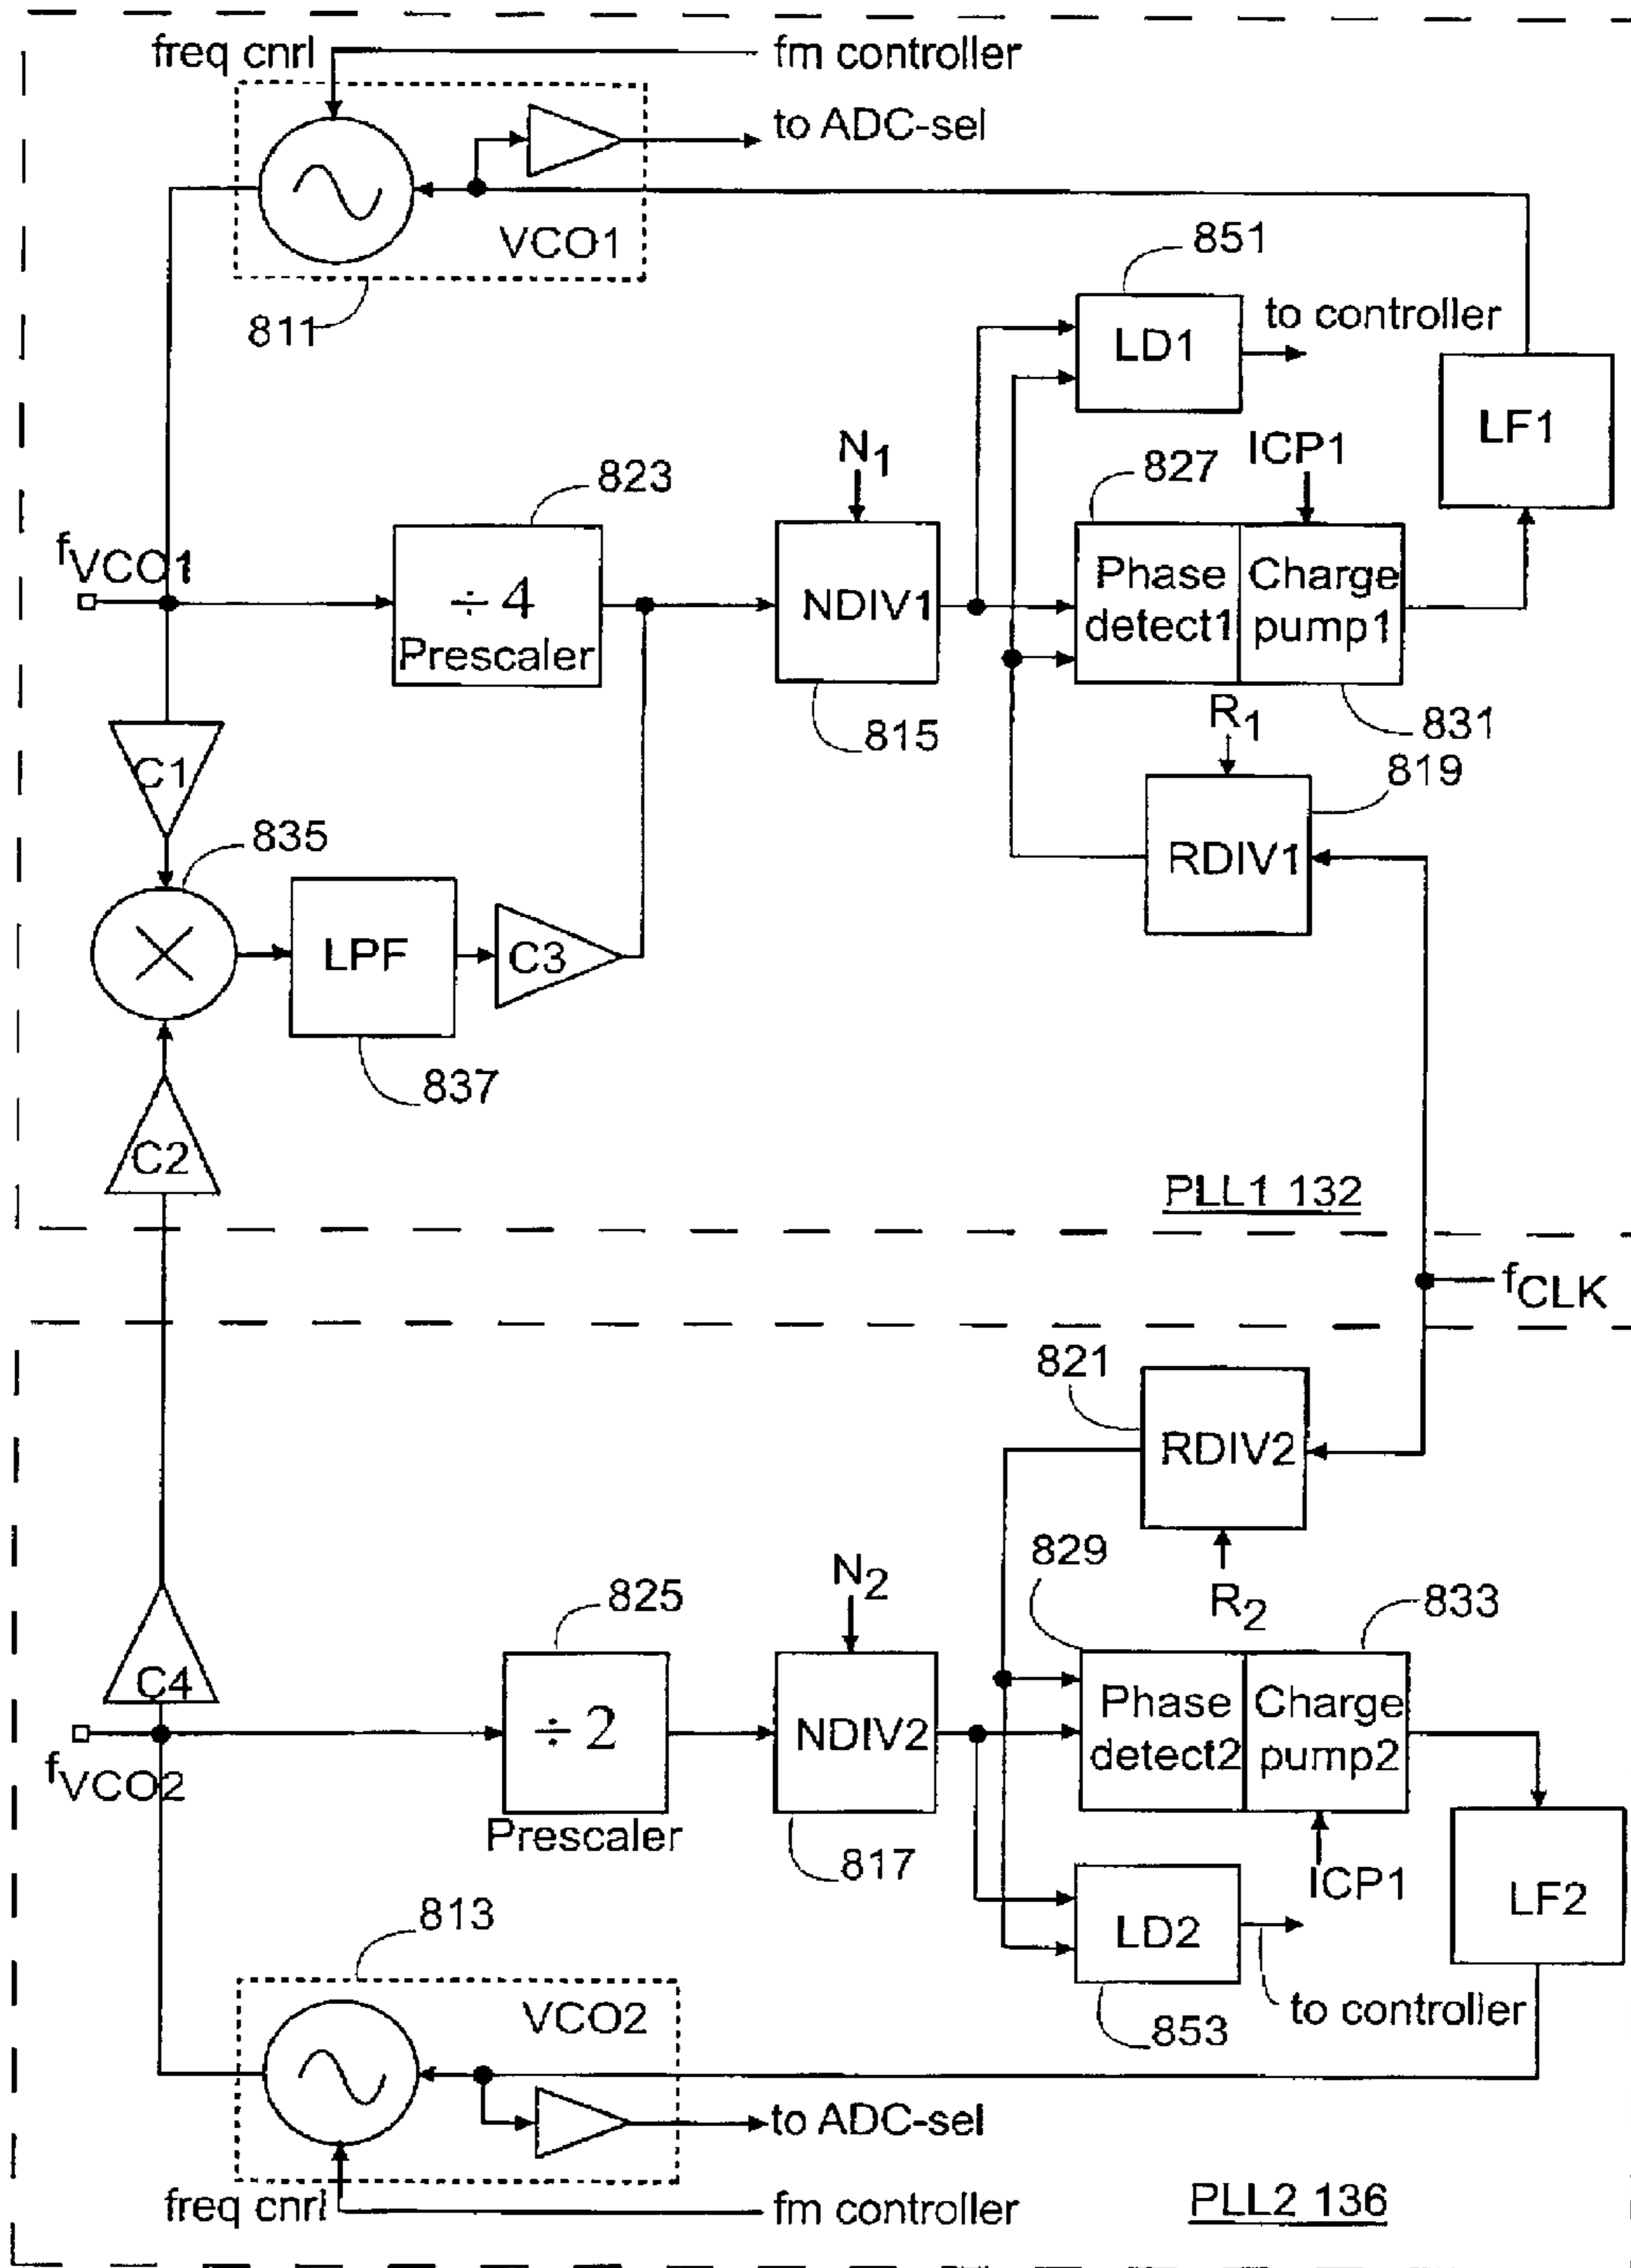 freq cnrl
fm controller
to ADC-sel
VCO1
811
851
LD1
to controller
LF1
N1
823
827
ICP1
fVCO1
÷4
Prescaler
NDIV1
Phase
detect1
Charge
pump1
815
R1
831
819
C1
835
RDIV1
LPF
C3
837
C2
PLL1 132
fCLK
821
RDIV2
829
R2
N2
825
833
C4
÷2
Prescaler
NDIV2
Phase
detect2
Charge
pump2
fVCO2
817
ICP1
LF2
813
LD2
to controller
853
VCO2
to ADC-sel
freq cnrl
fm controller
PLL2 136